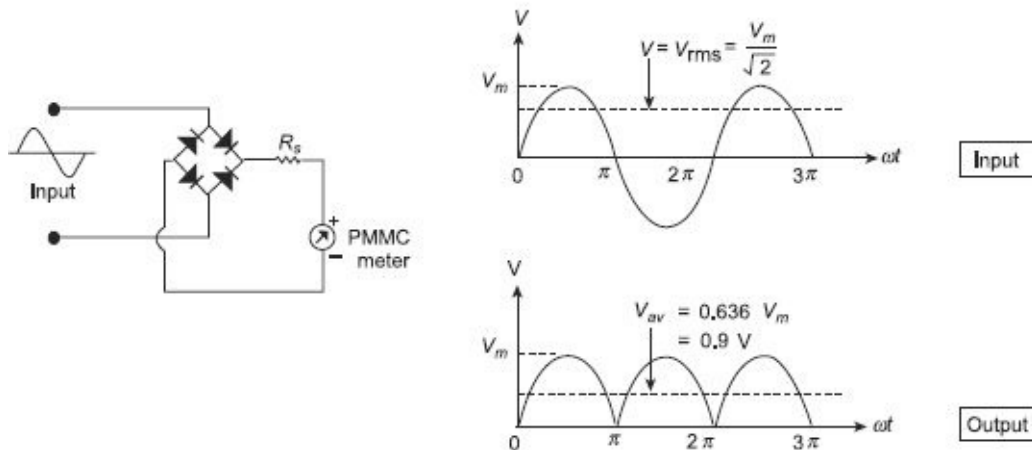 Input
R_s
+
−
PMMC
meter
V
V = V_rms = V_m / √2
V_m
0
π
2π
3π
ωt
Input
V
V_av = 0.636 V_m
= 0.9 V
V_m
0
π
2π
3π
ωt
Output